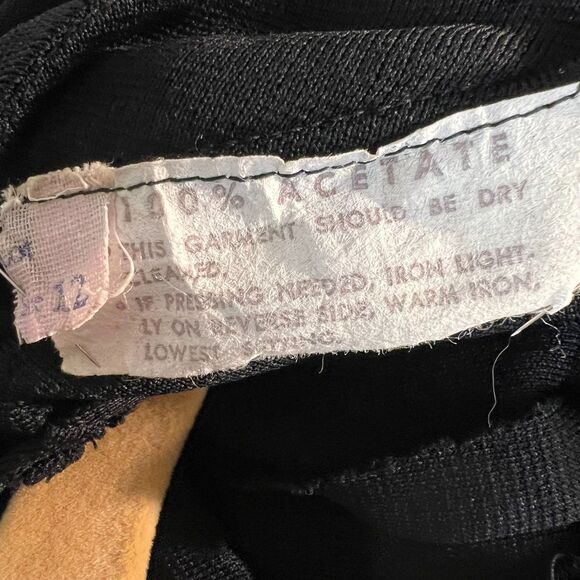 100% ACETATE
THIS GARMENT SHOULD BE DRY
CLEANED.
IF PRESSING NEEDED, IRON LIGHT-
LY ON REVERSE SIDE, WARM IRON,
LOWEST SETTING.
12